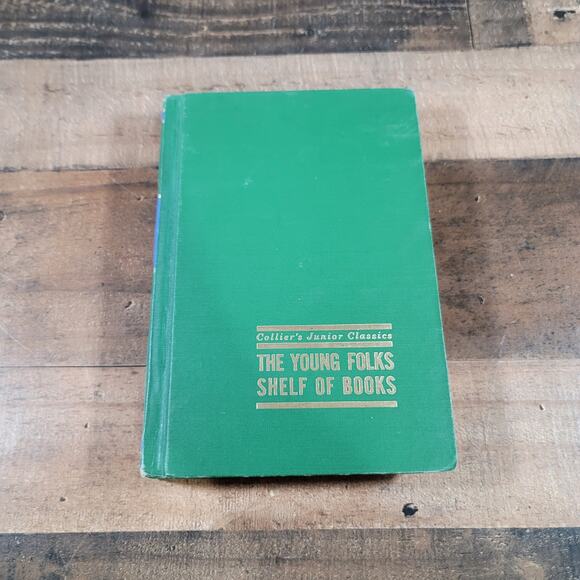 Collier's Junior Classics
THE YOUNG FOLKS
SHELF OF BOOKS